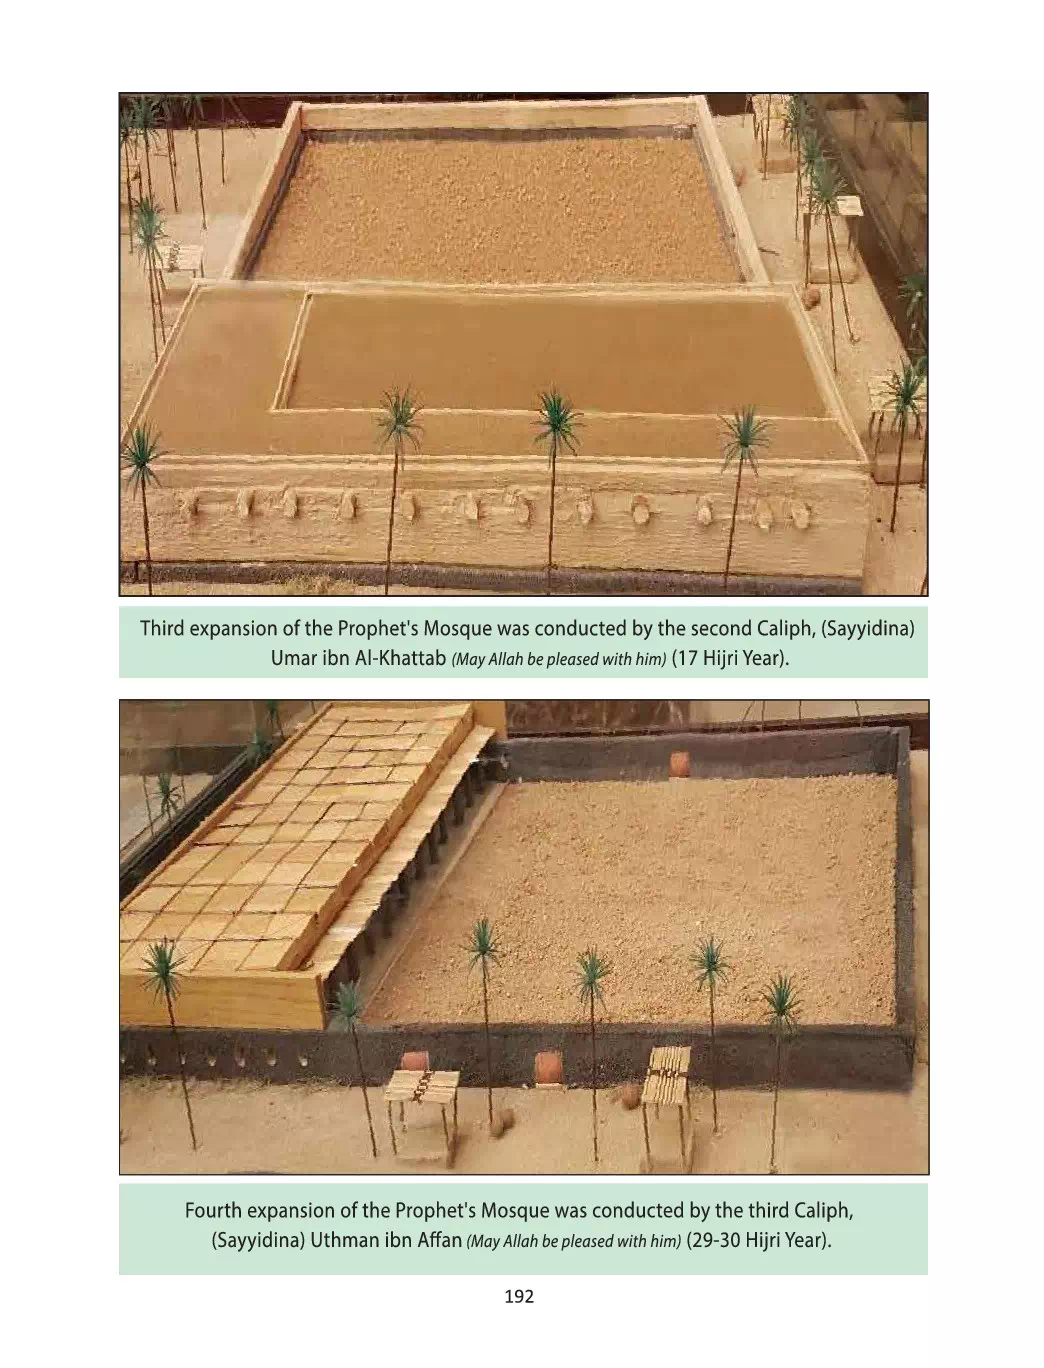 Third expansion of the Prophet's Mosque was conducted by the second Caliph, (Sayyidina)
Umar ibn Al-Khattab (May Allah be pleased with him) (17 Hijri Year).
Fourth expansion of the Prophet's Mosque was conducted by the third Caliph,
(Sayyidina) Uthman ibn Affan (May Allah be pleased with him) (29-30 Hijri Year).
192